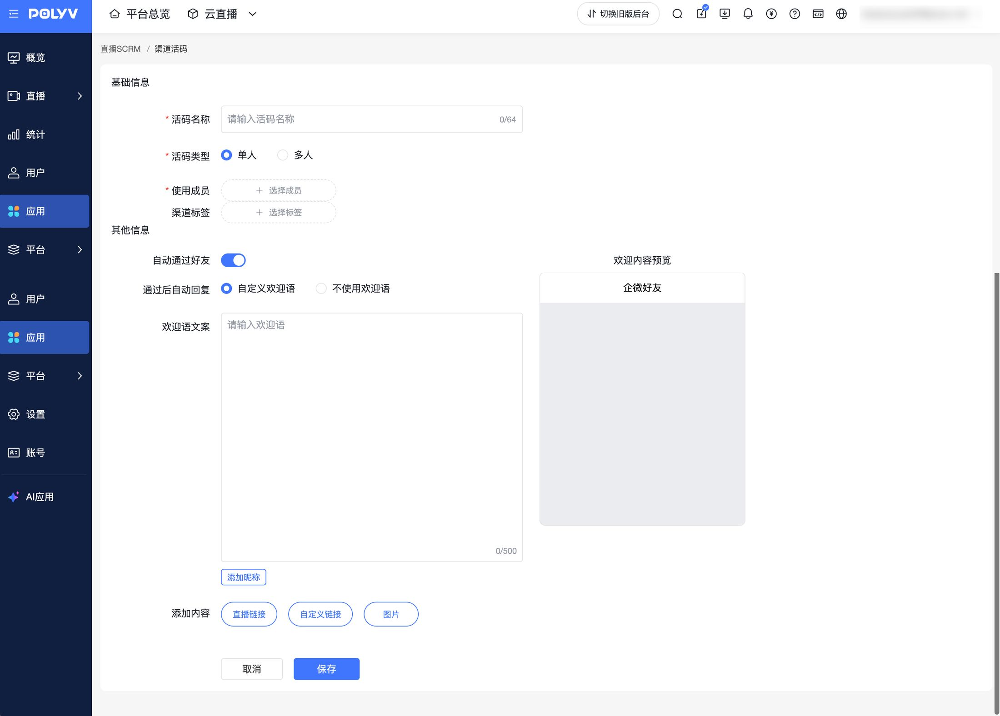 POLYV
平台总览
云直播
切换旧版后台
概览
直播
统计
用户
应用
平台
用户
应用
平台
设置
账号
AI应用
直播SCRM / 渠道活码
基础信息
* 活码名称 请输入活码名称 0/64
* 活码类型 单人 多人
* 使用成员 + 选择成员
渠道标签 + 选择标签
其他信息
自动通过好友
通过后自动回复 自定义欢迎语 不使用欢迎语
欢迎语文案 请输入欢迎语
0/500
添加昵称
添加内容 直播链接 自定义链接 图片
取消 保存
欢迎内容预览
企微好友